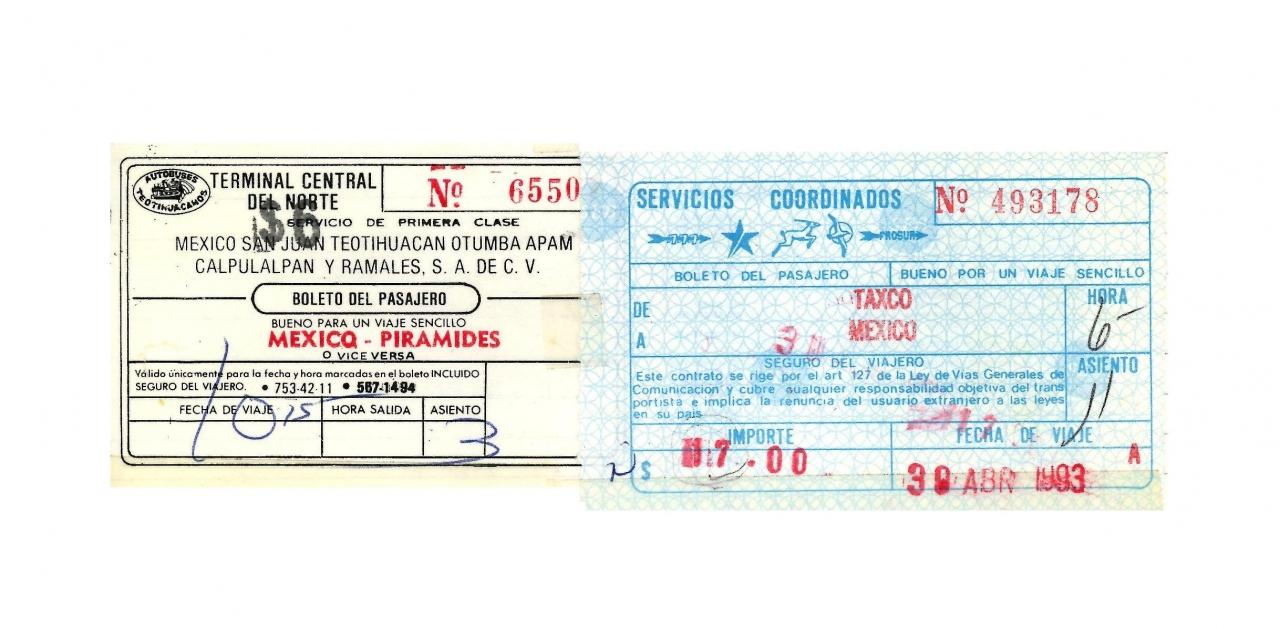 AUTOBUSES
TEOTIHUACANOS
TERMINAL CENTRAL
DEL NORTE
Nº 6550
$6
SERVICIO DE PRIMERA CLASE
MEXICO SAN JUAN TEOTIHUACAN OTUMBA APAM
CALPULALPAN Y RAMALES, S. A. DE C. V.
BOLETO DEL PASAJERO
BUENO PARA UN VIAJE SENCILLO
MEXICO - PIRAMIDES
O VICEVERSA
Válido únicamente para la fecha y hora marcadas en el boleto INCLUIDO
SEGURO DEL VIAJERO. • 753-42-11 • 567-1494
FECHA DE VIAJE HORA SALIDA ASIENTO
1015
3
SERVICIOS COORDINADOS Nº 493178
PROSUR
BOLETO DEL PASAJERO BUENO POR UN VIAJE SENCILLO
DE TAXCO HORA
A MEXICO 6
SEGURO DEL VIAJERO ASIENTO
Este contrato se rige por el art 127 de la Ley de Vias Generales de
Comunicacion y cubre cualquier responsabilidad objetiva del trans
portista e implica la renuncia del usuario extranjero a las leyes
en su pais
11
IMPORTE FECHA DE VIAJE
N $ 17.00 30 ABR 1993 A